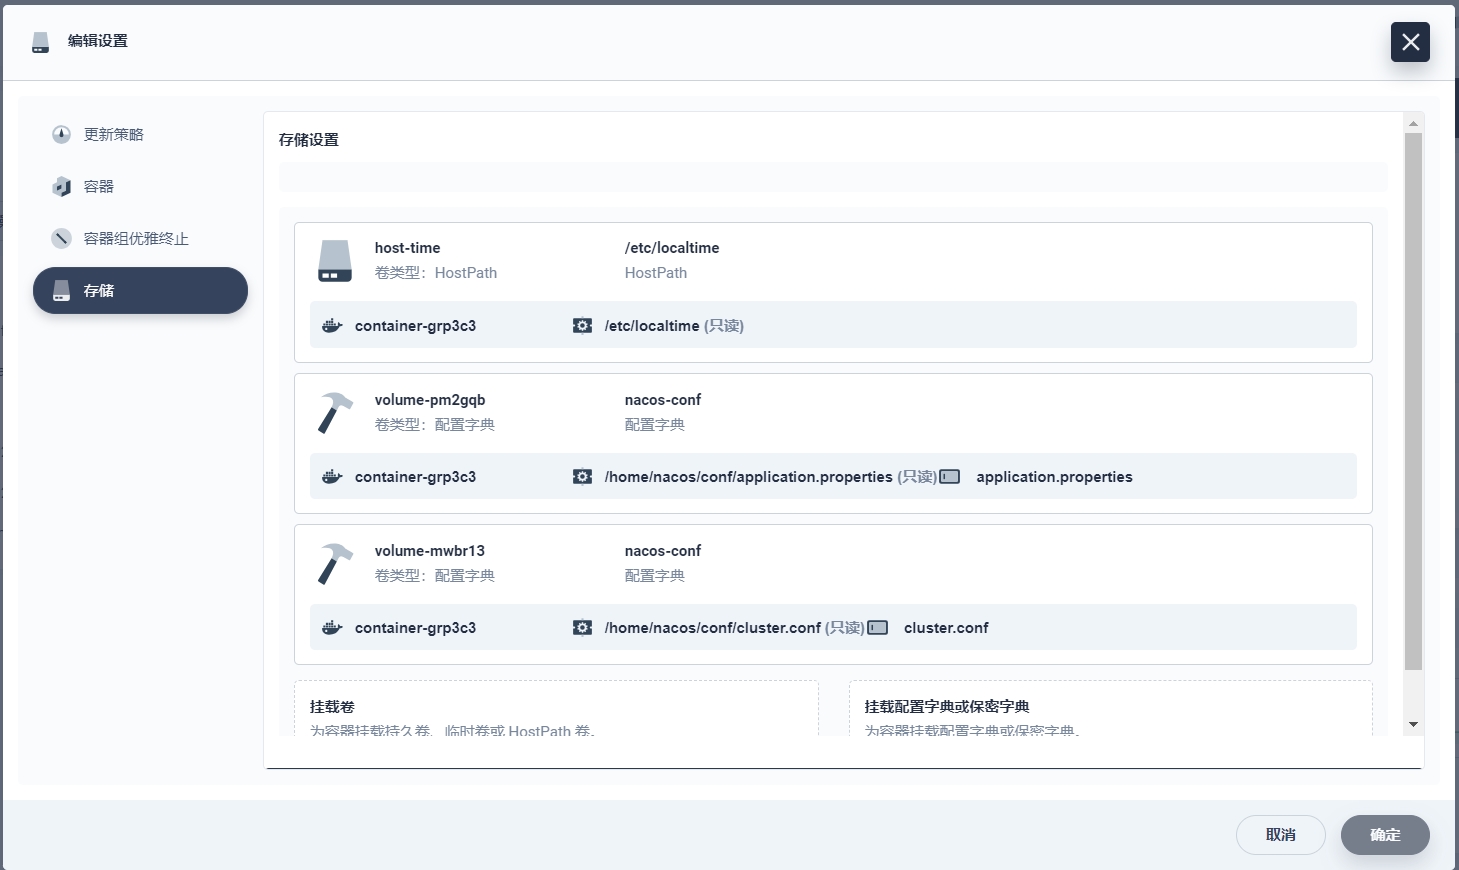 编辑设置
更新策略
容器
容器组优雅终止
存储
存储设置
host-time
/etc/localtime
卷类型：HostPath
HostPath
container-grp3c3
/etc/localtime (只读)
volume-pm2gqb
nacos-conf
卷类型：配置字典
配置字典
container-grp3c3
/home/nacos/conf/application.properties (只读)
application.properties
volume-mwbr13
nacos-conf
卷类型：配置字典
配置字典
container-grp3c3
/home/nacos/conf/cluster.conf (只读)
cluster.conf
挂载卷
为容器挂载持久卷、临时卷或 HostPath 卷。
挂载配置字典或保密字典
为容器挂载配置字典或保密字典。
取消
确定